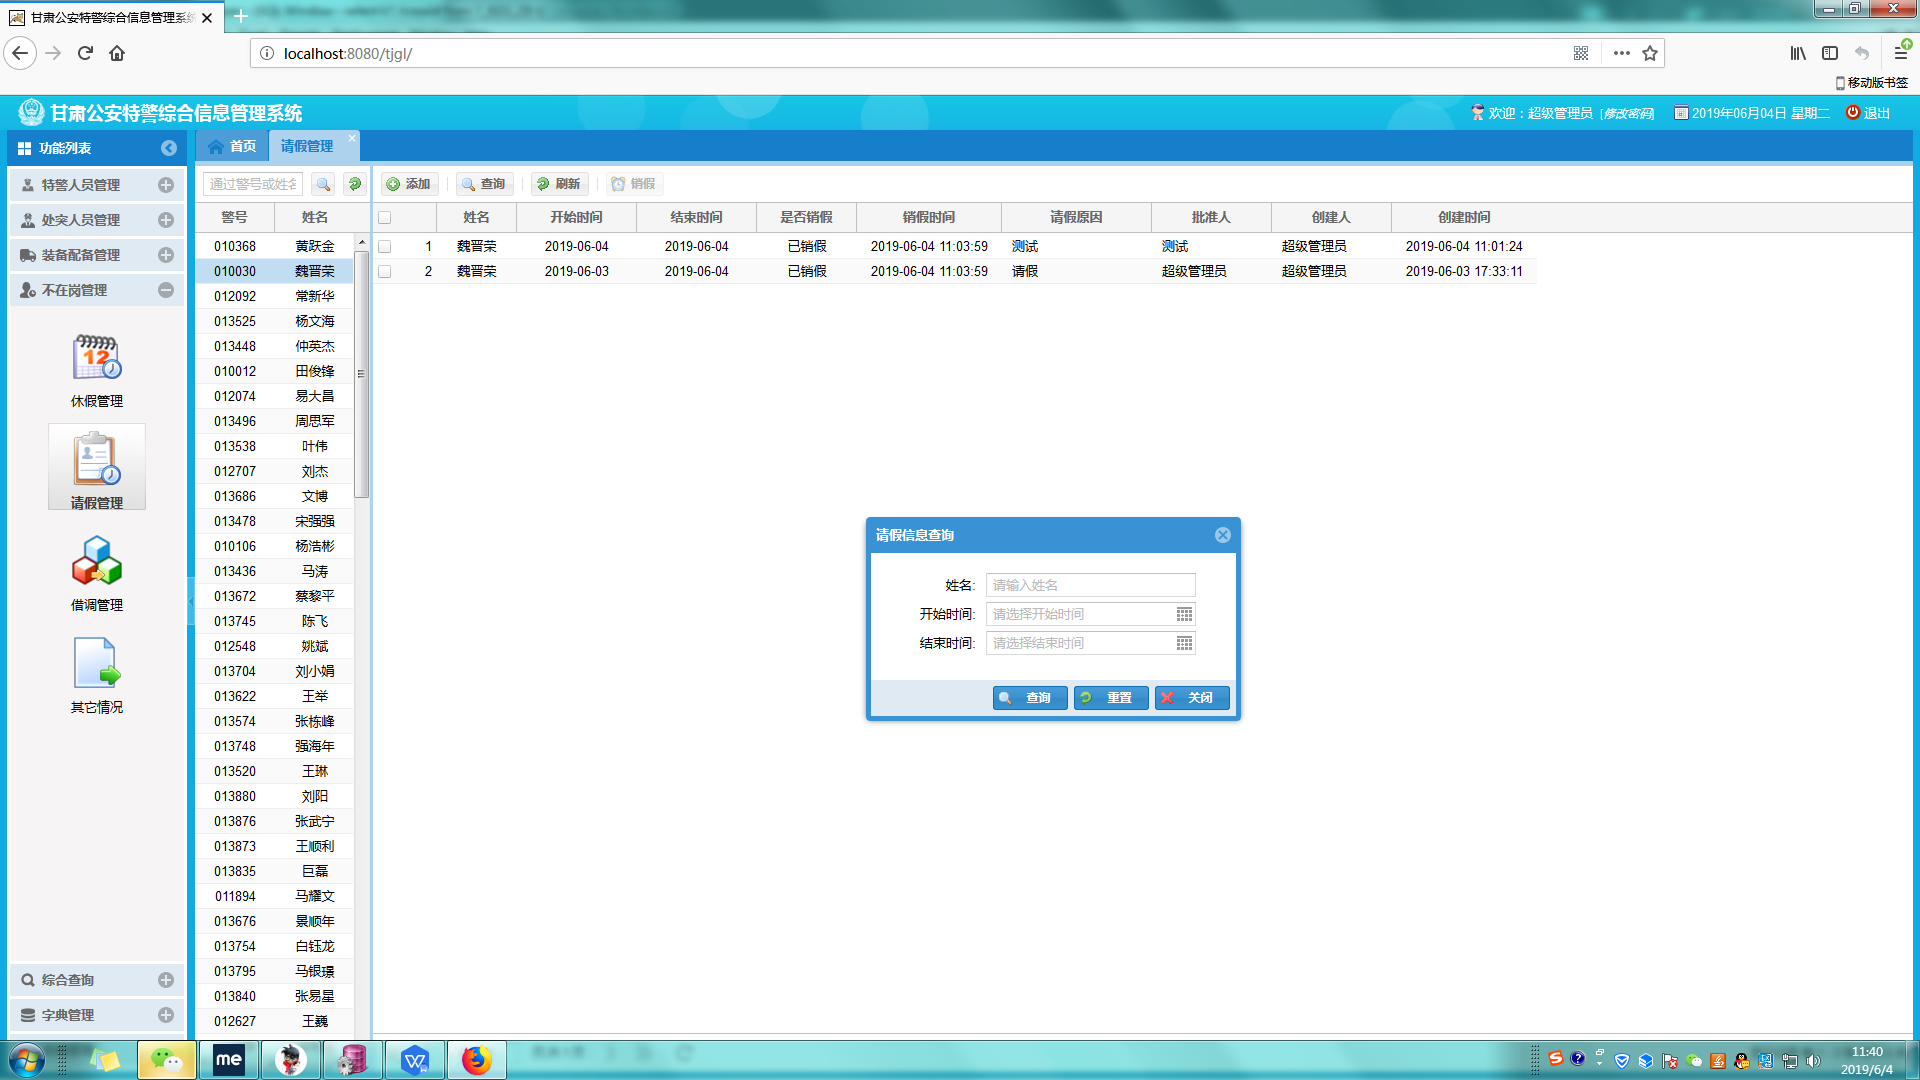 甘肃公安特警综合信息管理系统
localhost:8080/tjgl/
移动版书签
甘肃公安特警综合信息管理系统
欢迎：超级管理员 [修改密码] 2019年06月04日 星期二 退出
功能列表
首页 请假管理
特警人员管理
处突人员管理
装备配备管理
不在岗管理
休假管理
请假管理
借调管理
其它情况
综合查询
字典管理
通过警号或姓名
添加 查询 刷新 销假
警号 姓名
010368 黄跃金
010030 魏晋荣
012092 常新华
013525 杨文海
013448 仲英杰
010012 田俊锋
012074 易大昌
013496 周思军
013538 叶伟
012707 刘杰
013686 文博
013478 宋强强
010106 杨浩彬
013436 马涛
013672 蔡黎平
013745 陈飞
012548 姚斌
013704 刘小娟
013622 王举
013574 张栋峰
013748 强海年
013520 王琳
013880 刘阳
013876 张武宁
013873 王顺利
013835 巨磊
011894 马耀文
013676 景顺年
013754 白钰龙
013795 马银璟
013840 张易星
012627 王巍
姓名 开始时间 结束时间 是否销假 销假时间 请假原因 批准人 创建人 创建时间
1 魏晋荣 2019-06-04 2019-06-04 已销假 2019-06-04 11:03:59 测试 测试 超级管理员 2019-06-04 11:01:24
2 魏晋荣 2019-06-03 2019-06-04 已销假 2019-06-04 11:03:59 请假 超级管理员 超级管理员 2019-06-03 17:33:11
请假信息查询
姓名: 请输入姓名
开始时间: 请选择开始时间
结束时间: 请选择结束时间
查询 重置 关闭
me
11:40
2019/6/4